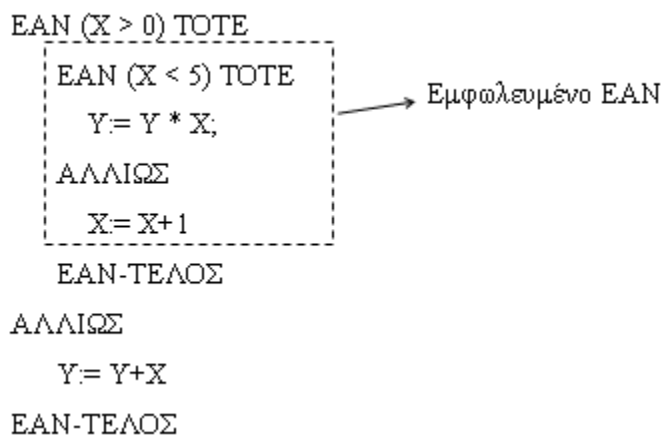 ΕΑΝ (Χ > 0) ΤΟΤΕ
ΕΑΝ (Χ < 5) ΤΟΤΕ
Εμφωλευμένο ΕΑΝ
Υ:= Υ * Χ;
ΑΛΛΙΩΣ
Χ:= Χ+1
ΕΑΝ-ΤΕΛΟΣ
ΑΛΛΙΩΣ
Υ:= Υ+Χ
ΕΑΝ-ΤΕΛΟΣ